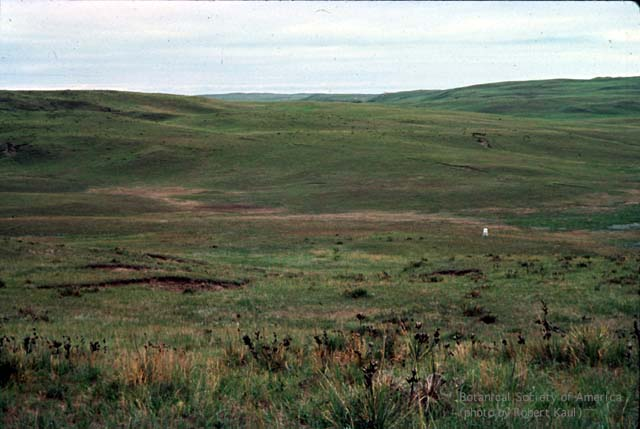 Botanical Society of America
(photo by Robert Kaul)